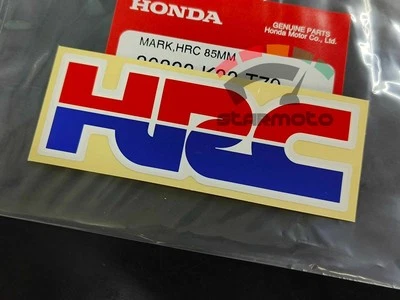 HONDA
GENUINE PARTS
Honda Motor Co., Ltd.
MARK,HRC 85MM
HRC
STARMOTO